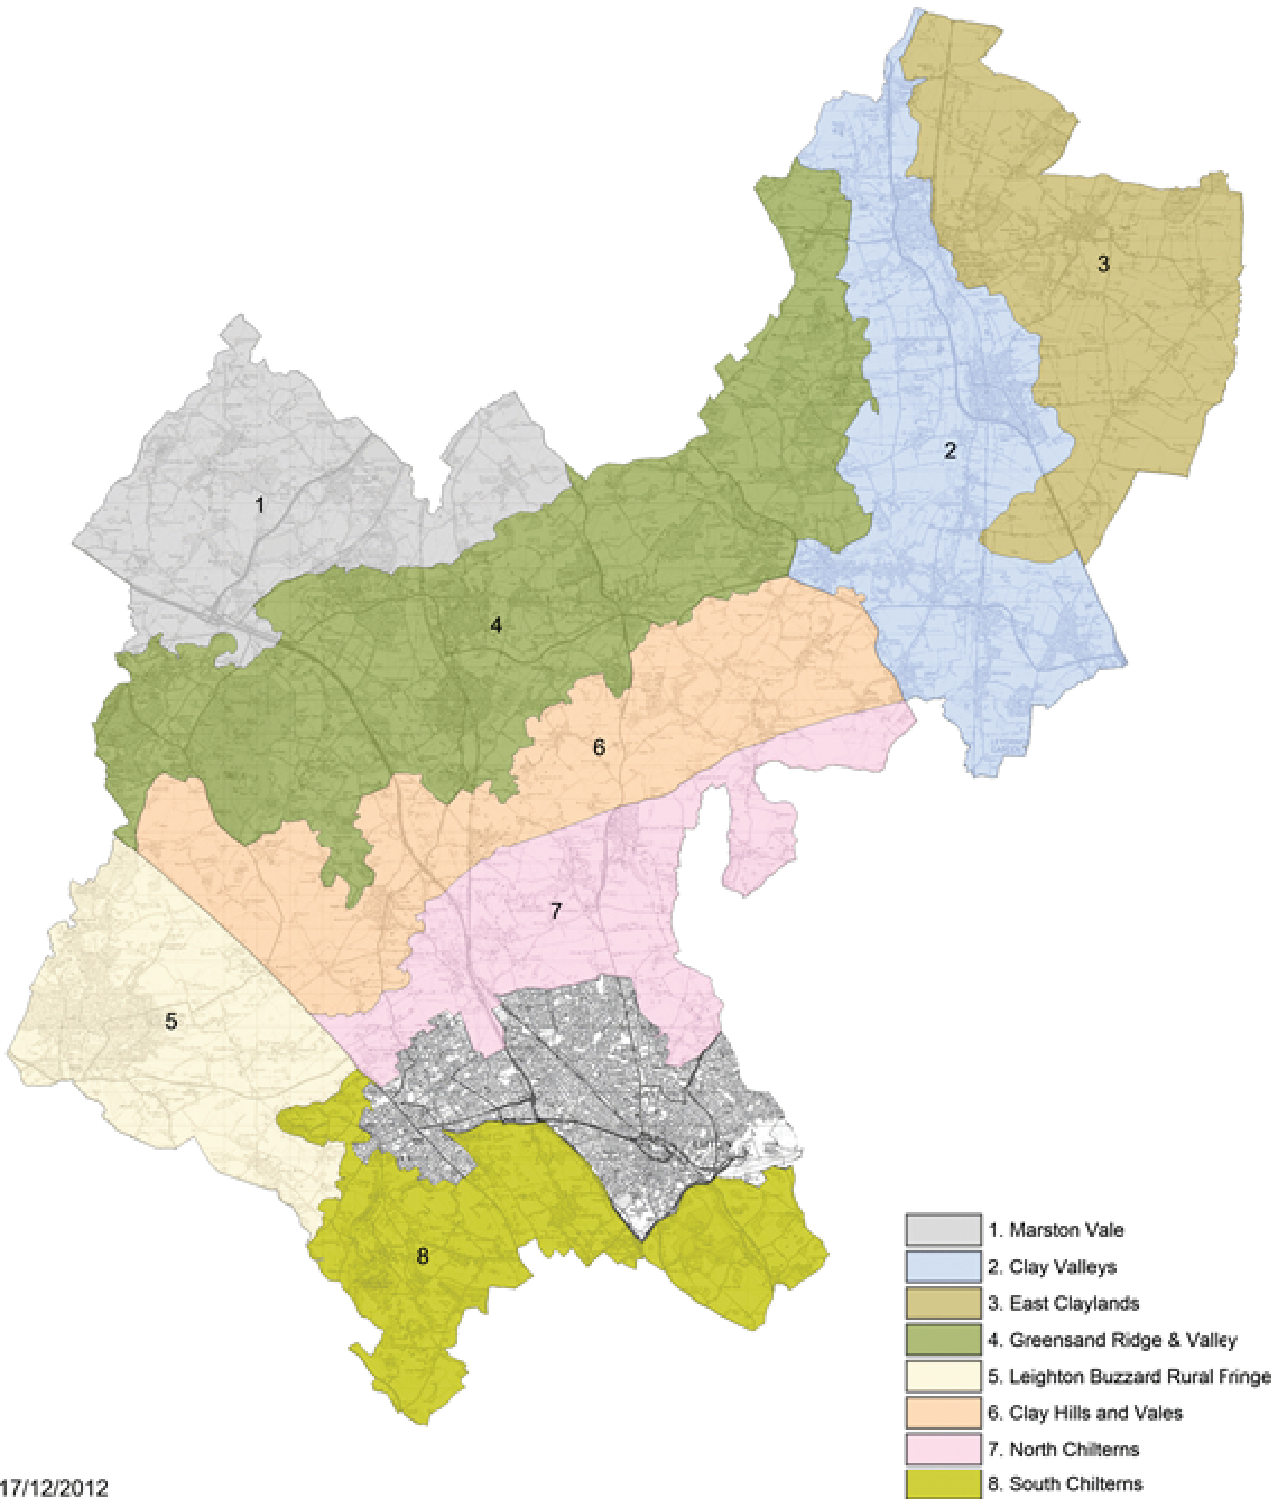 3
2
1
4
6
7
5
8
1. Marston Vale
2. Clay Valleys
3. East Claylands
4. Greensand Ridge & Valley
5. Leighton Buzzard Rural Fringe
6. Clay Hills and Vales
7. North Chilterns
8. South Chilterns
17/12/2012